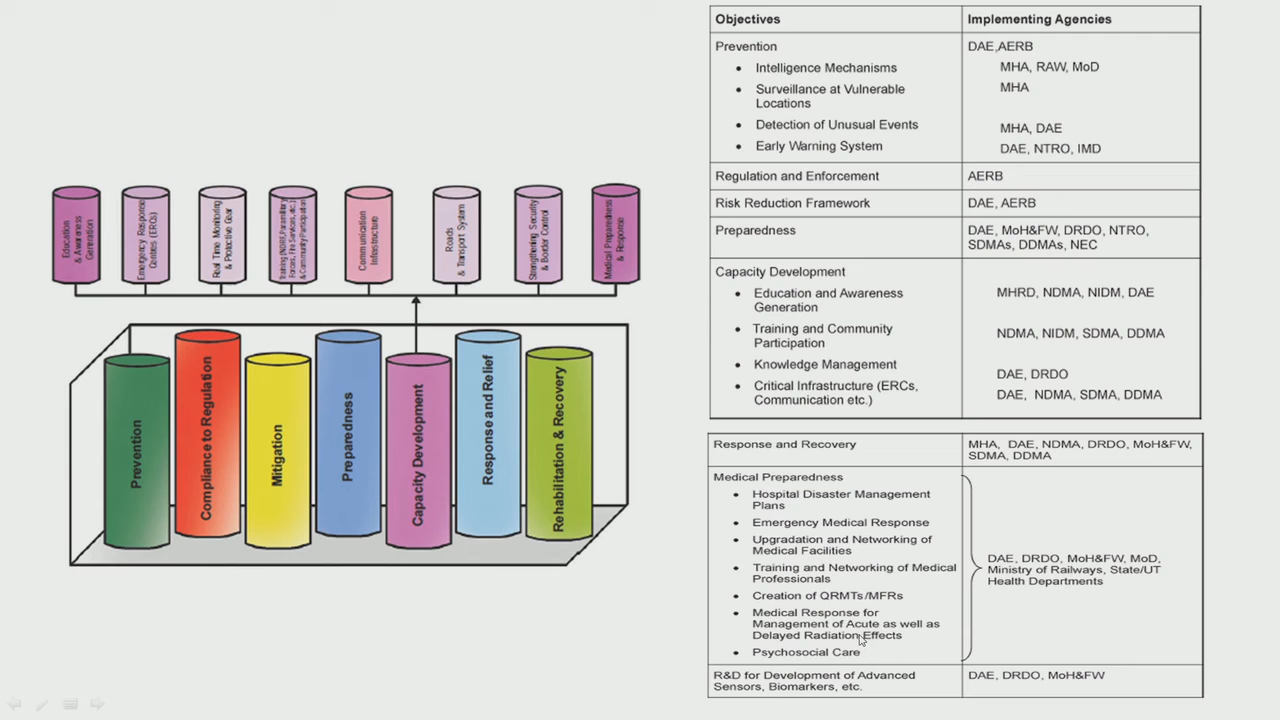 Education
& Awareness
Generation
Emergency Response
Centres (ERCs)
Real Time Monitoring
& Protective Gear
Training (NDRF, Paramilitary
Forces, Fire Services, etc.)
& Community Participation
Communication
Infrastructure
Roads
& Transport System
Strengthening Security
& Border Control
Medical Preparedness
& Response
Prevention
Compliance to Regulation
Mitigation
Preparedness
Capacity Development
Response and Relief
Rehabilitation & Recovery
Objectives Implementing Agencies
Prevention DAE,AERB
• Intelligence Mechanisms MHA, RAW, MoD
• Surveillance at Vulnerable MHA
Locations
• Detection of Unusual Events MHA, DAE
• Early Warning System DAE, NTRO, IMD
Regulation and Enforcement AERB
Risk Reduction Framework DAE, AERB
Preparedness DAE, MoH&FW, DRDO, NTRO,
SDMAs, DDMAs, NEC
Capacity Development
• Education and Awareness MHRD, NDMA, NIDM, DAE
Generation
• Training and Community NDMA, NIDM, SDMA, DDMA
Participation
• Knowledge Management DAE, DRDO
• Critical Infrastructure (ERCs, DAE, NDMA, SDMA, DDMA
Communication etc.)
Response and Recovery MHA, DAE, NDMA, DRDO, MoH&FW,
SDMA, DDMA
Medical Preparedness
• Hospital Disaster Management
Plans
• Emergency Medical Response
• Upgradation and Networking of
Medical Facilities
• Training and Networking of Medical
Professionals
• Creation of QRMTs/MFRs
• Medical Response for
Management of Acute as well as
Delayed Radiation Effects
• Psychosocial Care
DAE, DRDO, MoH&FW, MoD,
Ministry of Railways, State/UT
Health Departments
R&D for Development of Advanced DAE, DRDO, MoH&FW
Sensors, Biomarkers, etc.